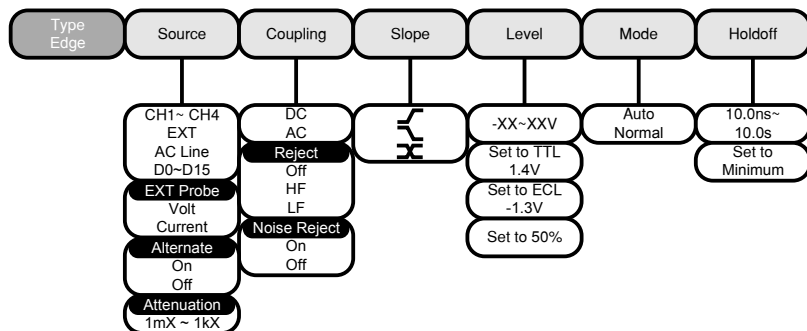 Type
Edge
Source
Coupling
Slope
Level
Mode
Holdoff
CH1~ CH4
EXT
AC Line
D0~D15
EXT Probe
Volt
Current
Alternate
On
Off
Attenuation
1mX ~ 1kX
DC
AC
Reject
Off
HF
LF
Noise Reject
On
Off
-XX~XXV
Set to TTL
1.4V
Set to ECL
-1.3V
Set to 50%
Auto
Normal
10.0ns~
10.0s
Set to
Minimum